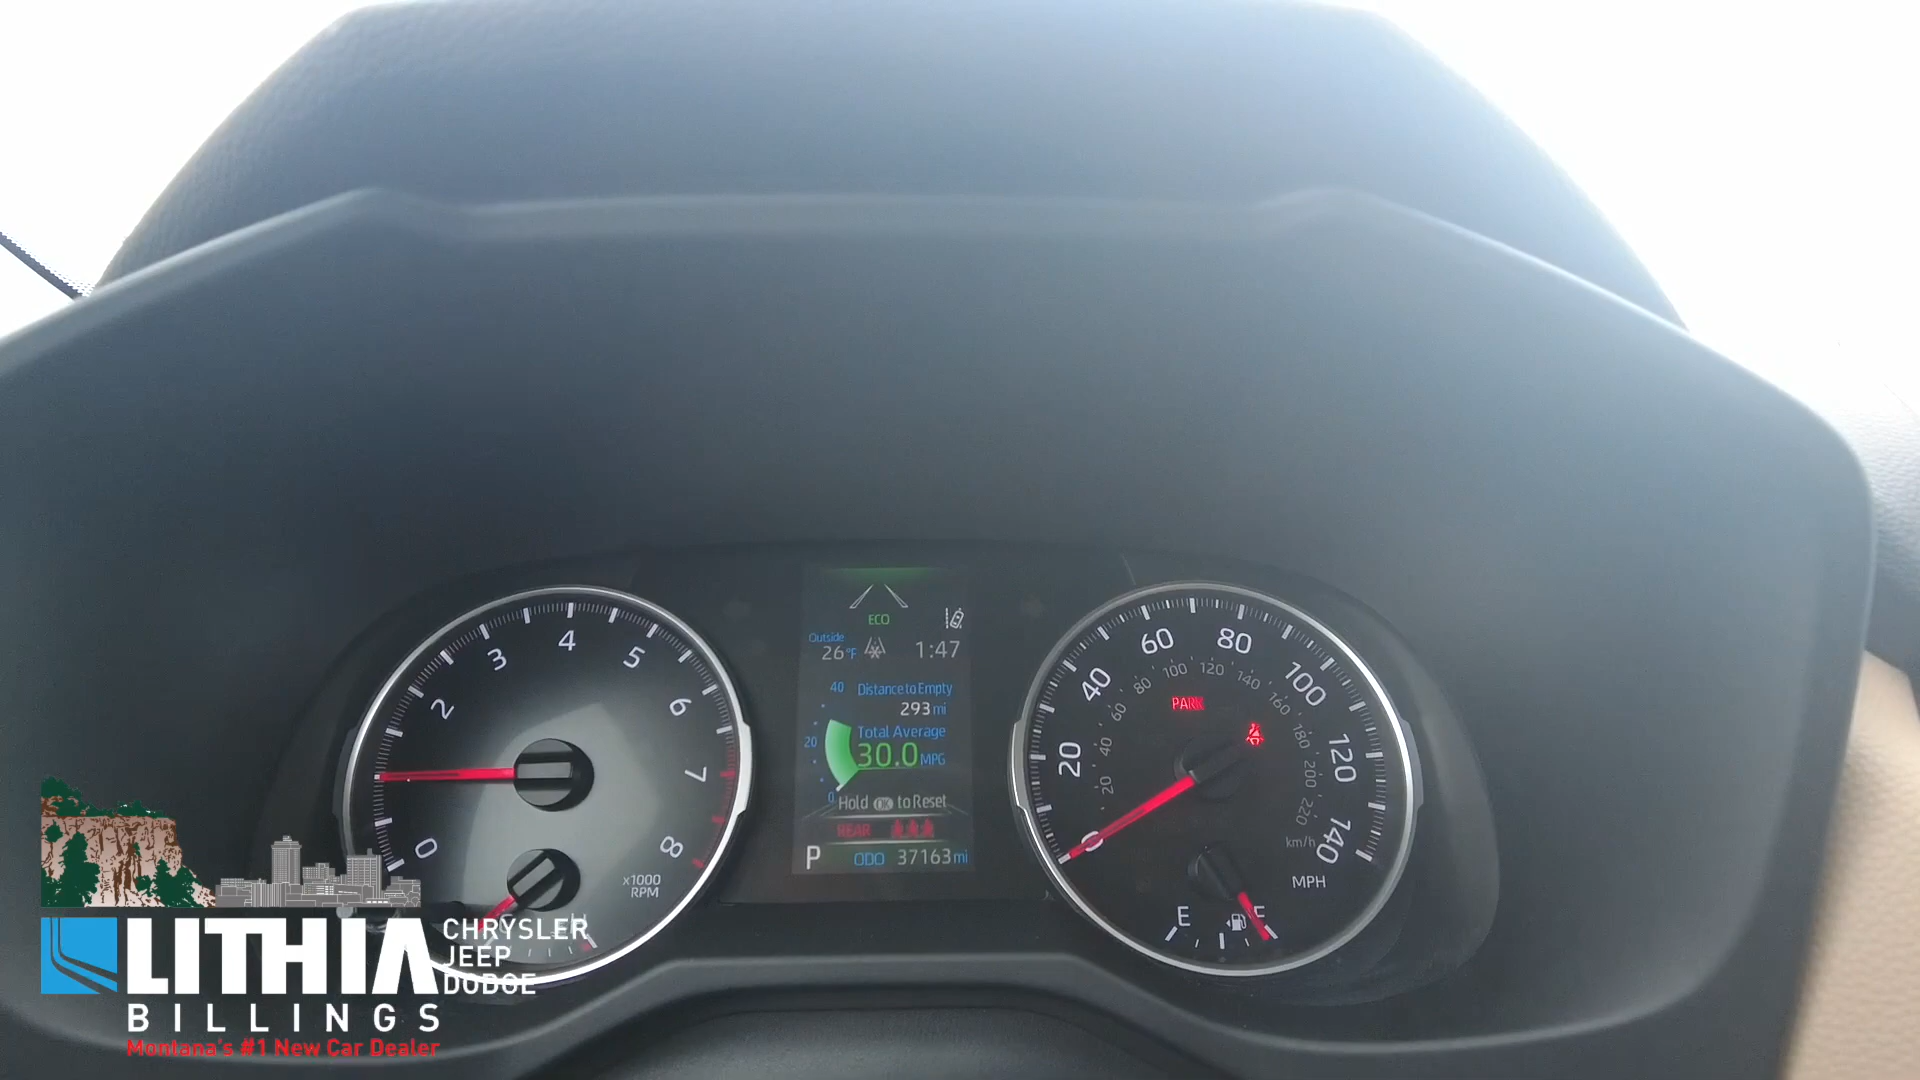 ECO
Outside
26°F
1:47
40
Distance to Empty
293 mi
20
Total Average
30.0 MPG
0
Hold OK to Reset
REAR
P ODO 37163 mi
0 2 3 4 5 6 7 8
x1000
RPM
20 40 60 80 100 120 140
20 40 60 80 100 120 140 160 180 200 220
km/h
MPH
PARK
E F
LITHIA
CHRYSLER
JEEP
DODGE
BILLINGS
Montana's #1 New Car Dealer